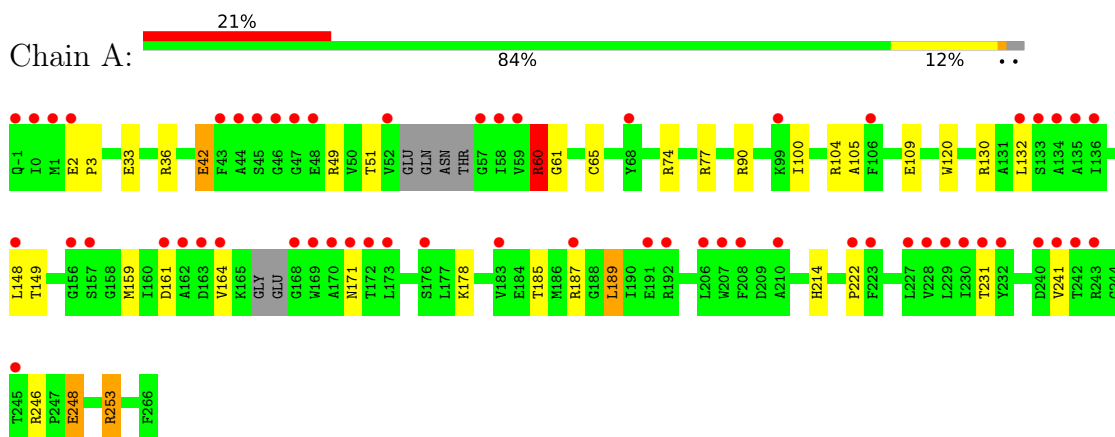 21%
Chain A:
84% 12% • •
Q-1 I0 M1 E2 P3 E33 R36 E42 F43 A44 S45 G46 G47 E48 R49 V50 T51 V52 GLU GLN ASN THR G57 I58 V59 R60 G61 C65 Y68 R74 R77 R90 K99 I100 R104 A105 F106 E109 W120 R130 A131 L132 S133 A134 A135 I136
L148 T149 G156 S157 G158 M159 I160 D161 A162 D163 V164 K165 GLY GLU G168 W169 A170 N171 T172 L173 S176 L177 K178 V183 E184 T185 M186 R187 G188 L189 I190 E191 R192 L206 W207 F208 D209 A210 H214 P222 F223 L227 V228 L229 I230 T231 Y232 D240 V241 T242 R243
T245 R246 P247 E248 R253 F266